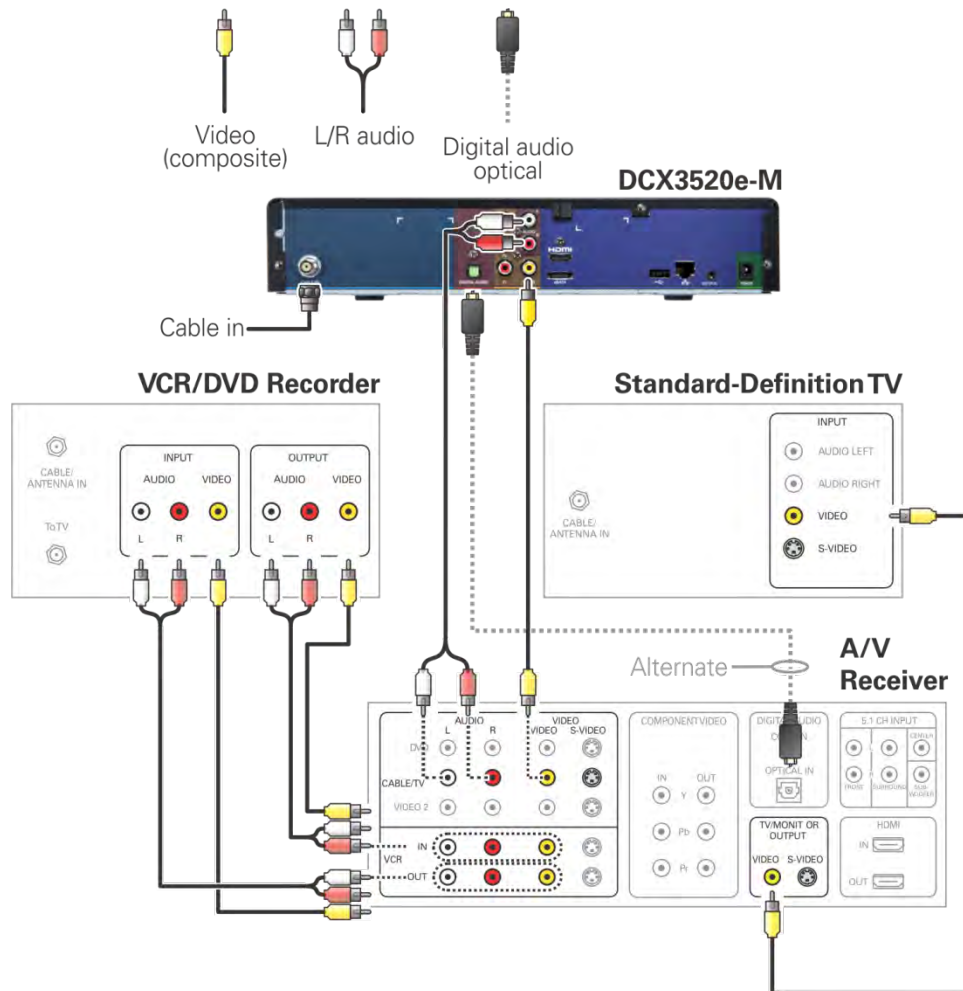 Video
(composite)
L/R audio
Digital audio
optical
DCX3520e-M
HDMI
DIGITAL AUDIO
Cable in
VCR/DVD Recorder
CABLE/
ANTENNA IN
To TV
INPUT
AUDIO VIDEO
L R
OUTPUT
AUDIO VIDEO
L R
Standard-Definition TV
CABLE/
ANTENNA IN
INPUT
AUDIO LEFT
AUDIO RIGHT
VIDEO
S-VIDEO
Alternate
A/V
Receiver
AUDIO VIDEO
L R VIDEO S-VIDEO
DVD
CABLE/TV
VIDEO 2
VCR
IN
OUT
COMPONENT VIDEO
IN OUT
Y
Pb
Pr
DIGITAL AUDIO
OPTICAL IN
TV/MONIT OR
OUTPUT
VIDEO S-VIDEO
5.1 CH INPUT
CENTER
L
R
FRONT SURROUND SUB-
WOOFER
HDMI
IN
OUT